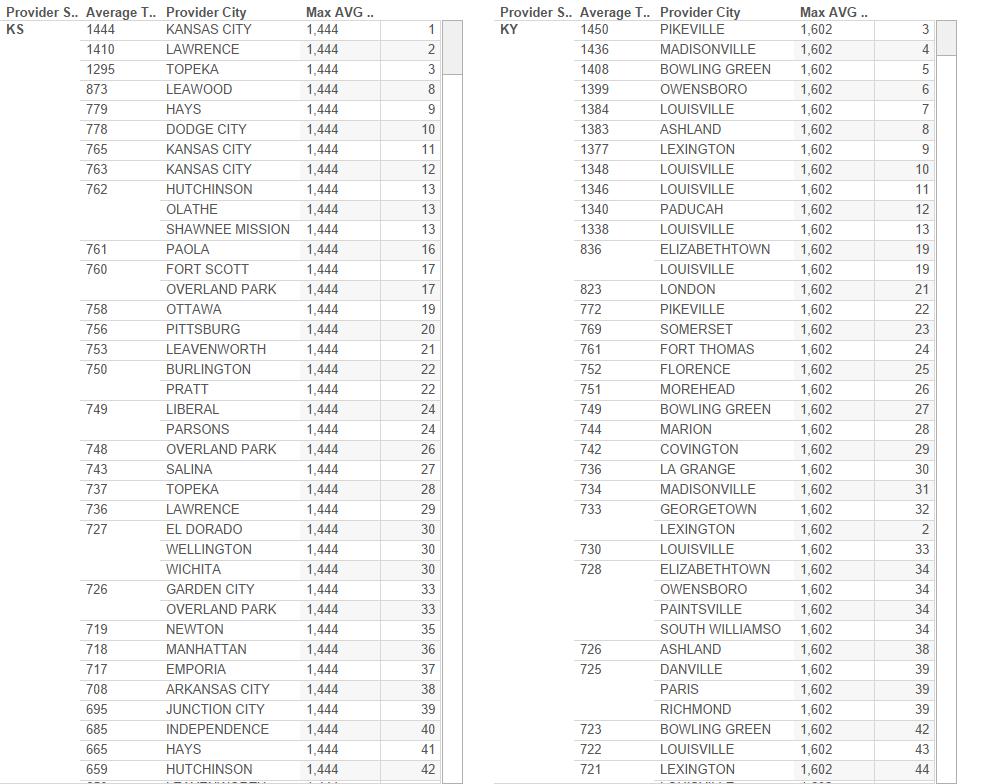 Provider S.. Average T.. Provider City Max AVG ..
KS 1444 KANSAS CITY 1,444 1
1410 LAWRENCE 1,444 2
1295 TOPEKA 1,444 3
873 LEAWOOD 1,444 8
779 HAYS 1,444 9
778 DODGE CITY 1,444 10
765 KANSAS CITY 1,444 11
763 KANSAS CITY 1,444 12
762 HUTCHINSON 1,444 13
OLATHE 1,444 13
SHAWNEE MISSION 1,444 13
761 PAOLA 1,444 16
760 FORT SCOTT 1,444 17
OVERLAND PARK 1,444 17
758 OTTAWA 1,444 19
756 PITTSBURG 1,444 20
753 LEAVENWORTH 1,444 21
750 BURLINGTON 1,444 22
PRATT 1,444 22
749 LIBERAL 1,444 24
PARSONS 1,444 24
748 OVERLAND PARK 1,444 26
743 SALINA 1,444 27
737 TOPEKA 1,444 28
736 LAWRENCE 1,444 29
727 EL DORADO 1,444 30
WELLINGTON 1,444 30
WICHITA 1,444 30
726 GARDEN CITY 1,444 33
OVERLAND PARK 1,444 33
719 NEWTON 1,444 35
718 MANHATTAN 1,444 36
717 EMPORIA 1,444 37
708 ARKANSAS CITY 1,444 38
695 JUNCTION CITY 1,444 39
685 INDEPENDENCE 1,444 40
665 HAYS 1,444 41
659 HUTCHINSON 1,444 42
Provider S.. Average T.. Provider City Max AVG ..
KY 1450 PIKEVILLE 1,602 3
1436 MADISONVILLE 1,602 4
1408 BOWLING GREEN 1,602 5
1399 OWENSBORO 1,602 6
1384 LOUISVILLE 1,602 7
1383 ASHLAND 1,602 8
1377 LEXINGTON 1,602 9
1348 LOUISVILLE 1,602 10
1346 LOUISVILLE 1,602 11
1340 PADUCAH 1,602 12
1338 LOUISVILLE 1,602 13
836 ELIZABETHTOWN 1,602 19
LOUISVILLE 1,602 19
823 LONDON 1,602 21
772 PIKEVILLE 1,602 22
769 SOMERSET 1,602 23
761 FORT THOMAS 1,602 24
752 FLORENCE 1,602 25
751 MOREHEAD 1,602 26
749 BOWLING GREEN 1,602 27
744 MARION 1,602 28
742 COVINGTON 1,602 29
736 LA GRANGE 1,602 30
734 MADISONVILLE 1,602 31
733 GEORGETOWN 1,602 32
LEXINGTON 1,602 2
730 LOUISVILLE 1,602 33
728 ELIZABETHTOWN 1,602 34
OWENSBORO 1,602 34
PAINTSVILLE 1,602 34
SOUTH WILLIAMSO 1,602 34
726 ASHLAND 1,602 38
725 DANVILLE 1,602 39
PARIS 1,602 39
RICHMOND 1,602 39
723 BOWLING GREEN 1,602 42
722 LOUISVILLE 1,602 43
721 LEXINGTON 1,602 44